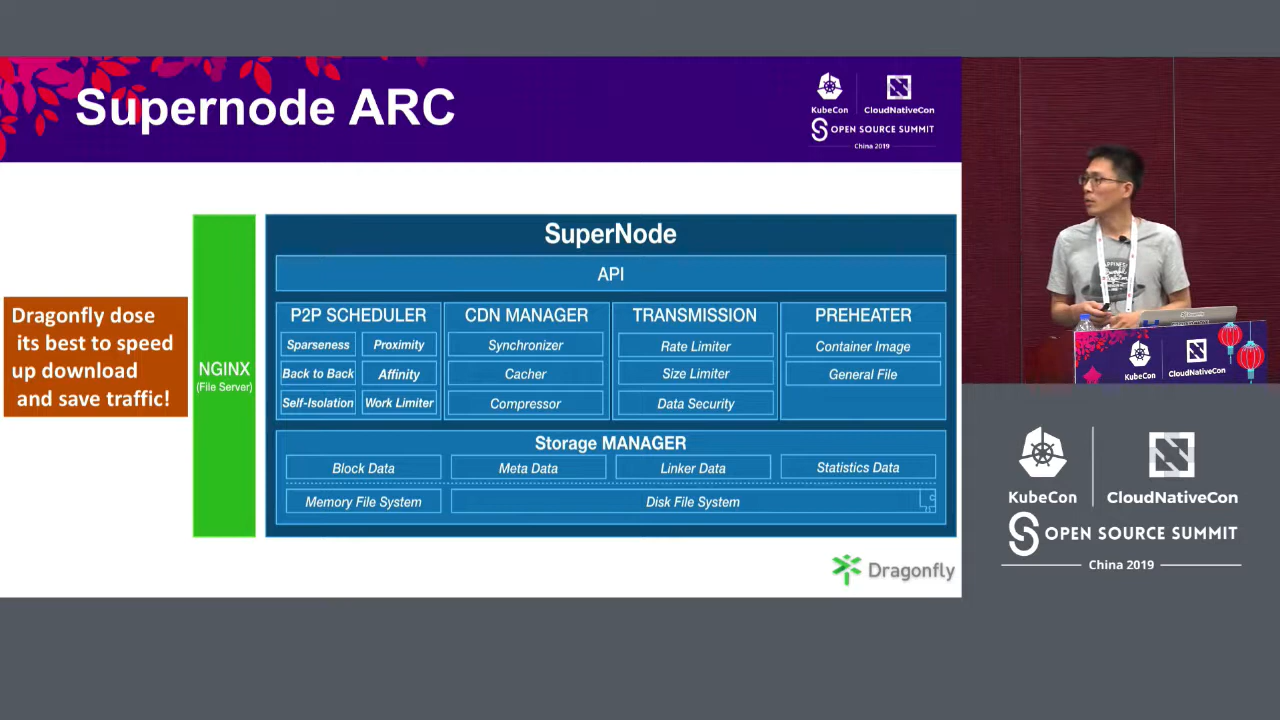 Supernode ARC
KubeCon
CloudNativeCon
OPEN SOURCE SUMMIT
China 2019
Dragonfly dose
its best to speed
up download
and save traffic!
NGINX
(File Server)
SuperNode
API
P2P SCHEDULER
Sparseness
Proximity
Back to Back
Affinity
Self-Isolation
Work Limiter
CDN MANAGER
Synchronizer
Cacher
Compressor
TRANSMISSION
Rate Limiter
Size Limiter
Data Security
PREHEATER
Container Image
General File
Storage MANAGER
Block Data
Meta Data
Linker Data
Statistics Data
Memory File System
Disk File System
Dragonfly
KubeCon
CloudNativeCon
KubeCon
CloudNativeCon
OPEN SOURCE SUMMIT
China 2019